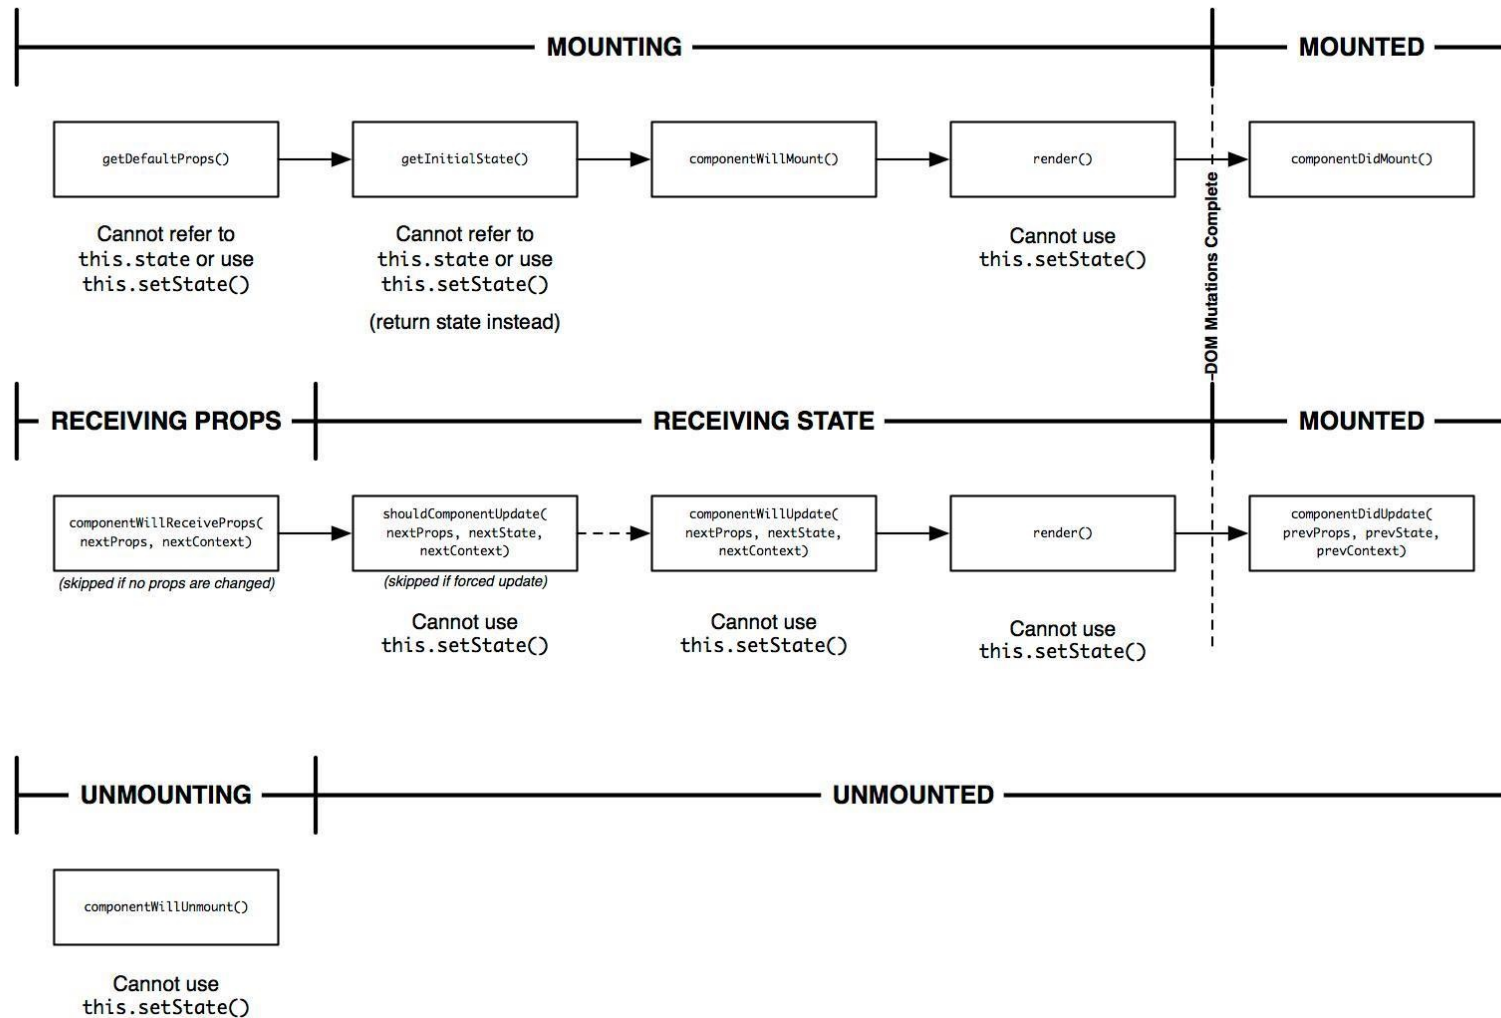 MOUNTING
MOUNTED
getDefaultProps()
getInitialState()
componentWillMount()
render()
componentDidMount()
Cannot refer to
this.state or use
this.setState()
Cannot refer to
this.state or use
this.setState()
(return state instead)
Cannot use
this.setState()
DOM Mutations Complete
RECEIVING PROPS
RECEIVING STATE
MOUNTED
componentWillReceiveProps(
nextProps, nextContext)
(skipped if no props are changed)
shouldComponentUpdate(
nextProps, nextState,
nextContext)
(skipped if forced update)
Cannot use
this.setState()
componentWillUpdate(
nextProps, nextState,
nextContext)
Cannot use
this.setState()
render()
Cannot use
this.setState()
componentDidUpdate(
prevProps, prevState,
prevContext)
UNMOUNTING
UNMOUNTED
componentWillUnmount()
Cannot use
this.setState()